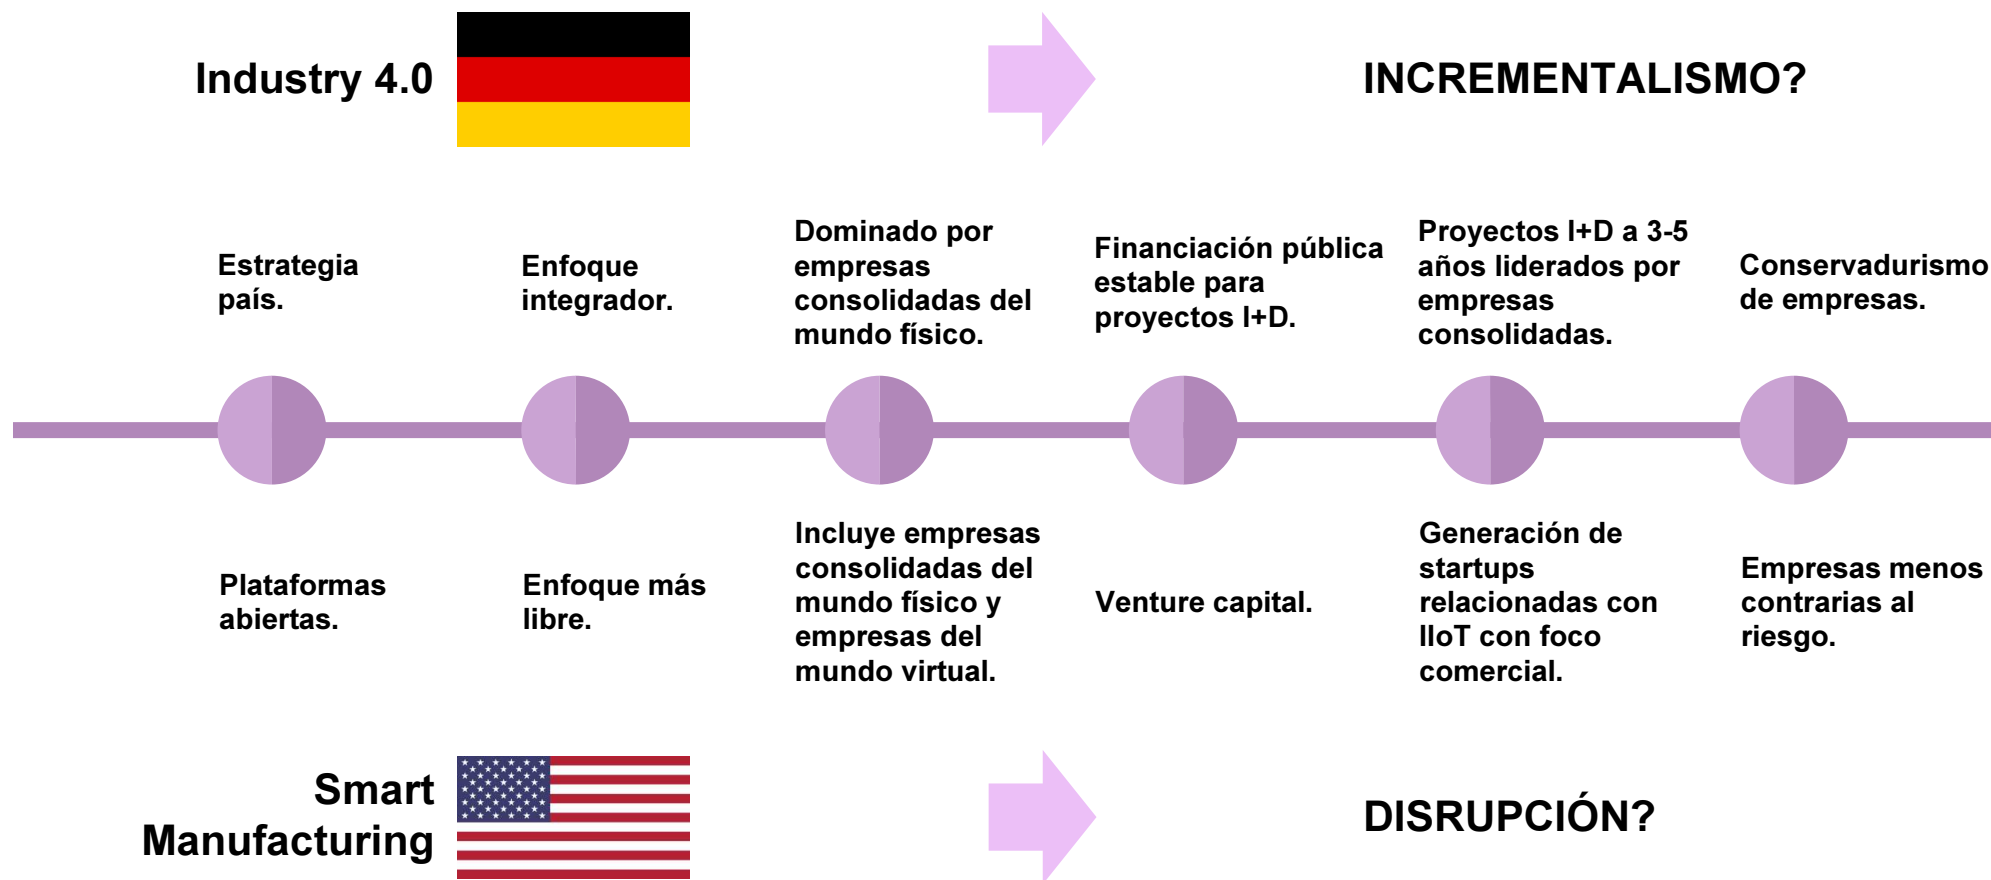 Industry 4.0
INCREMENTALISMO?
Estrategia
país.
Enfoque
integrador.
Dominado por
empresas
consolidadas del
mundo físico.
Financiación pública
estable para
proyectos I+D.
Proyectos I+D a 3-5
años liderados por
empresas
consolidadas.
Conservadurismo
de empresas.
Plataformas
abiertas.
Enfoque más
libre.
Incluye empresas
consolidadas del
mundo físico y
empresas del
mundo virtual.
Venture capital.
Generación de
startups
relacionadas con
IIoT con foco
comercial.
Empresas menos
contrarias al
riesgo.
Smart
Manufacturing
DISRUPCIÓN?